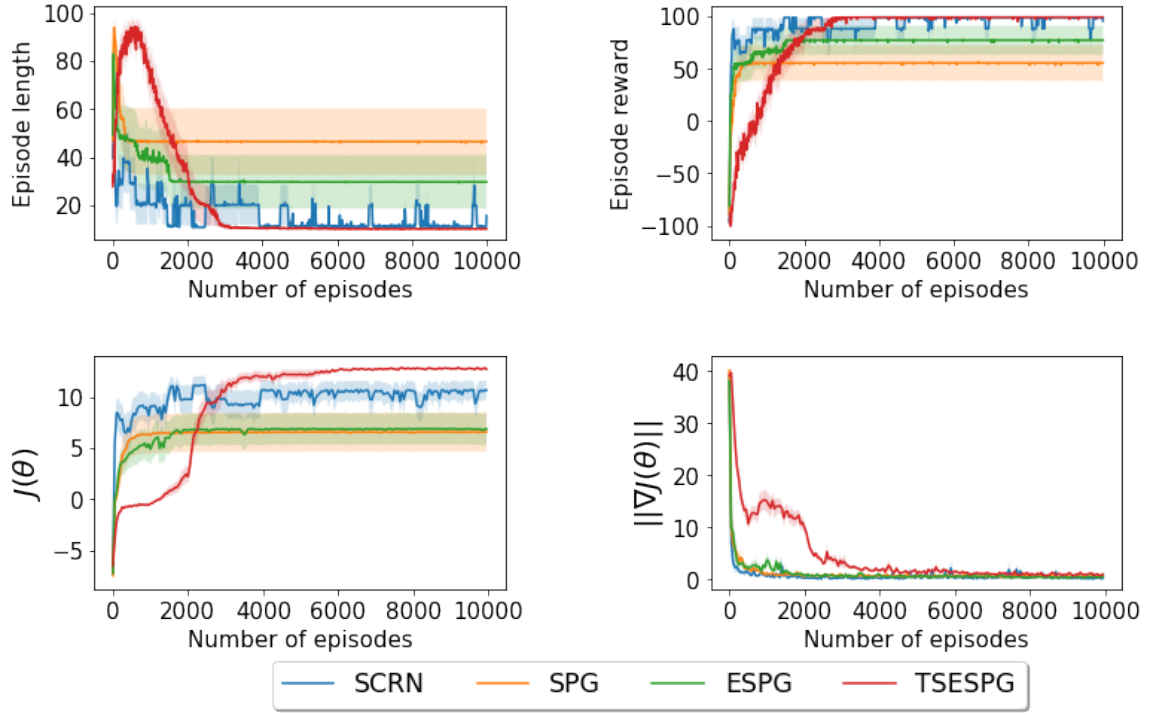 Episode length
100
80
60
40
20
0 2000 4000 6000 8000 10000
Number of episodes
Episode reward
100
50
0
−50
−100
0 2000 4000 6000 8000 10000
Number of episodes
J(θ)
10
5
0
−5
0 2000 4000 6000 8000 10000
Number of episodes
||∇J(θ)||
40
30
20
10
0
0 2000 4000 6000 8000 10000
Number of episodes
SCRN SPG ESPG TSESPG